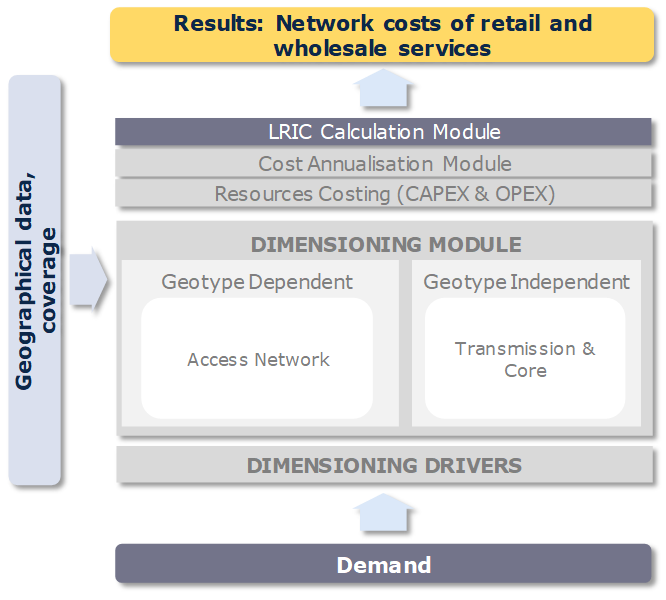 Results: Network costs of retail and
wholesale services
Geographical data,
coverage
LRIC Calculation Module
Cost Annualisation Module
Resources Costing (CAPEX & OPEX)
DIMENSIONING MODULE
Geotype Dependent
Access Network
Geotype Independent
Transmission &
Core
DIMENSIONING DRIVERS
Demand